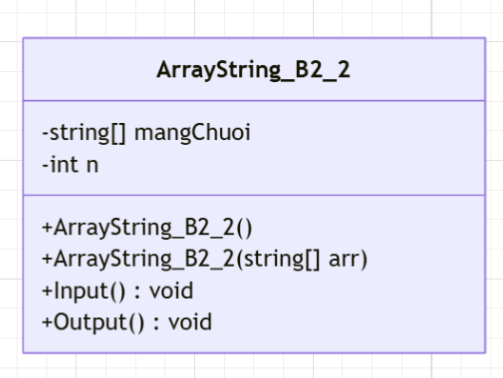 ArrayString_B2_2
-string[] mangChuoi
-int n
+ArrayString_B2_2()
+ArrayString_B2_2(string[] arr)
+Input() : void
+Output() : void